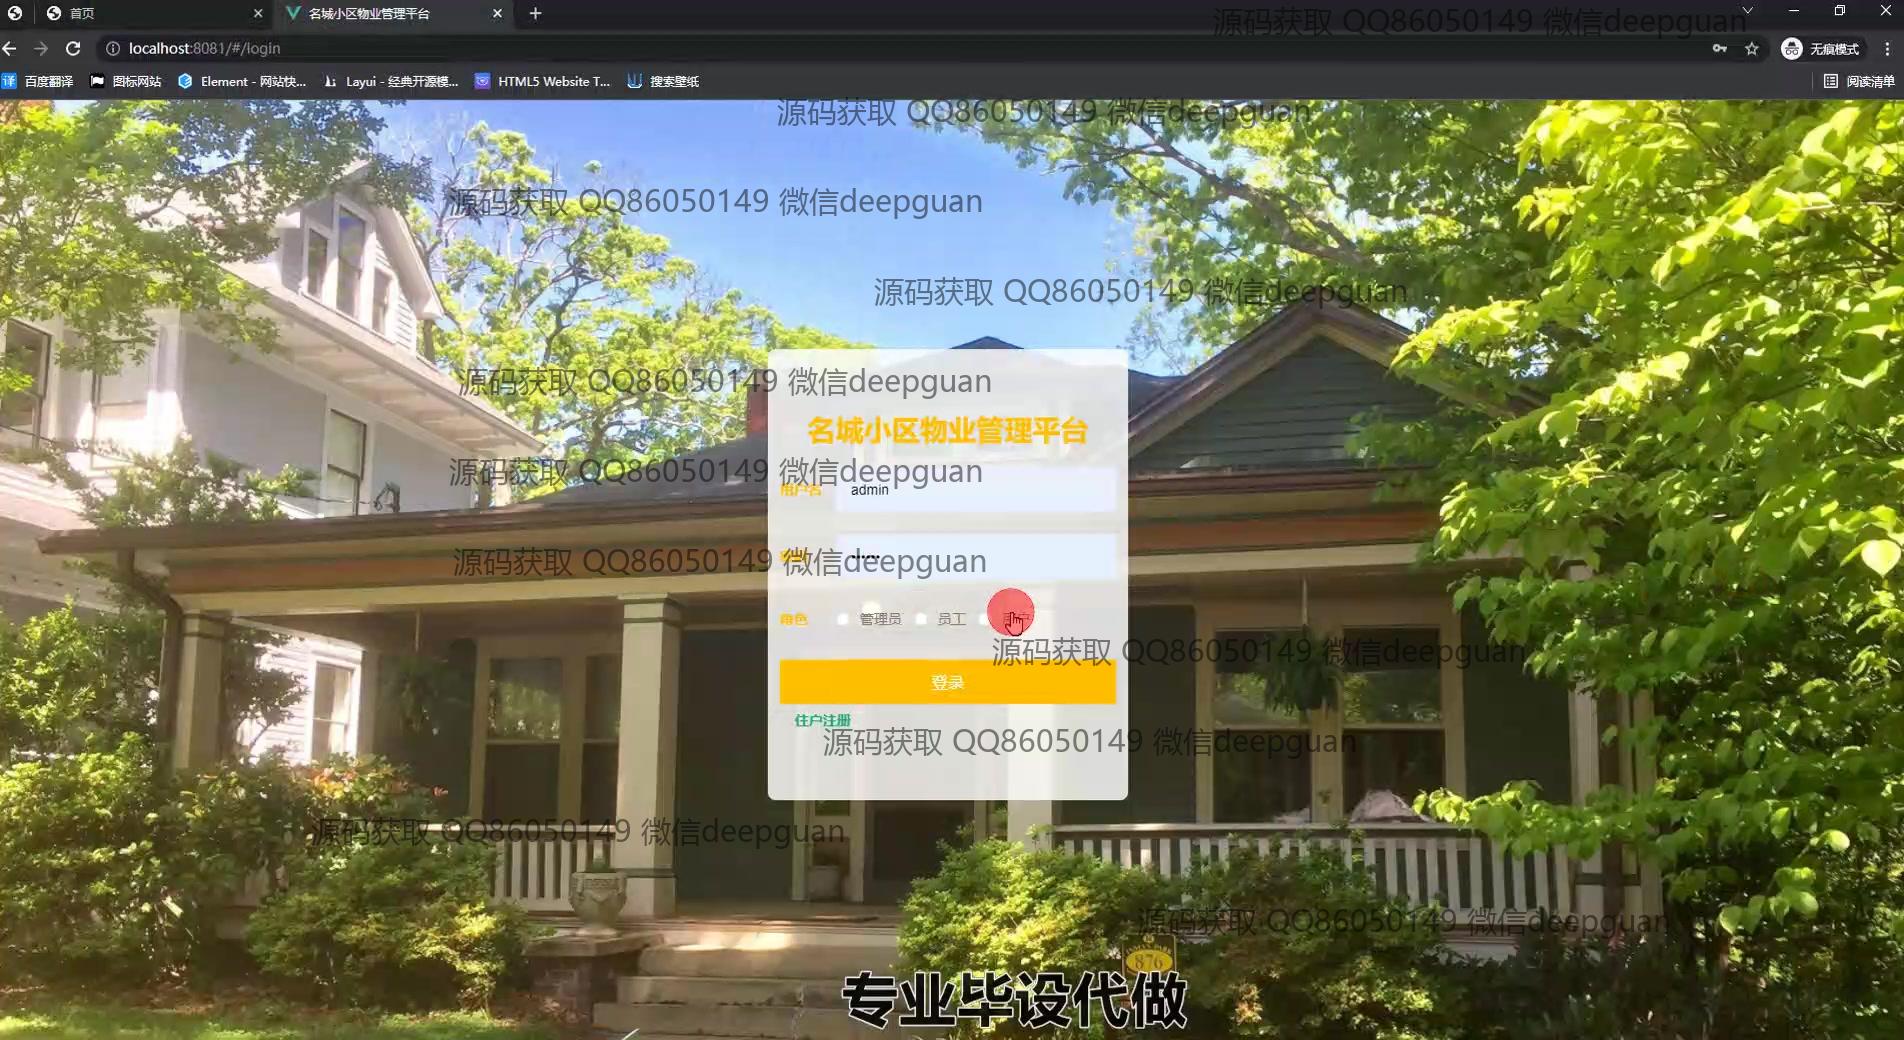 首页
名城小区物业管理平台
源码获取 QQ86050149 微信deepguan
localhost:8081/#/login
无痕模式
百度翻译
图标网站
Element - 网站快...
Layui - 经典开源模...
HTML5 Website T...
搜索壁纸
阅读清单
源码获取 QQ86050149 微信deepguan
源码获取 QQ86050149 微信deepguan
源码获取 QQ86050149 微信deepguan
源码获取 QQ86050149 微信deepguan
名城小区物业管理平台
源码获取 QQ86050149 微信deepguan
用户名
admin
源码获取 QQ86050149 微信deepguan
角色
管理员
员工
源码获取 QQ86050149 微信deepguan
登录
住户注册
源码获取 QQ86050149 微信deepguan
源码获取 QQ86050149 微信deepguan
源码获取 QQ86050149 微信deepguan
876
专业毕设代做